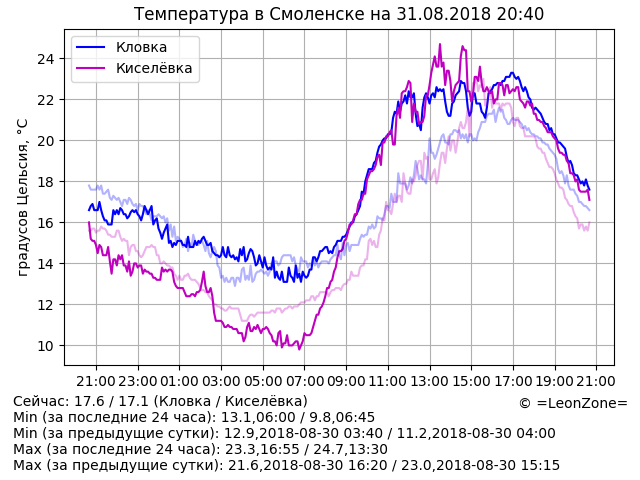 Температура в Смоленске на 31.08.2018 20:40
Кловка
Киселёвка
градусов Цельсия, °C
24
22
20
18
16
14
12
10
21:00 23:00 01:00 03:00 05:00 07:00 09:00 11:00 13:00 15:00 17:00 19:00 21:00
Сейчас: 17.6 / 17.1 (Кловка / Киселёвка)
© =LeonZone=
Min (за последние 24 часа): 13.1,06:00 / 9.8,06:45
Min (за предыдущие сутки): 12.9,2018-08-30 03:40 / 11.2,2018-08-30 04:00
Max (за последние 24 часа): 23.3,16:55 / 24.7,13:30
Max (за предыдущие сутки): 21.6,2018-08-30 16:20 / 23.0,2018-08-30 15:15